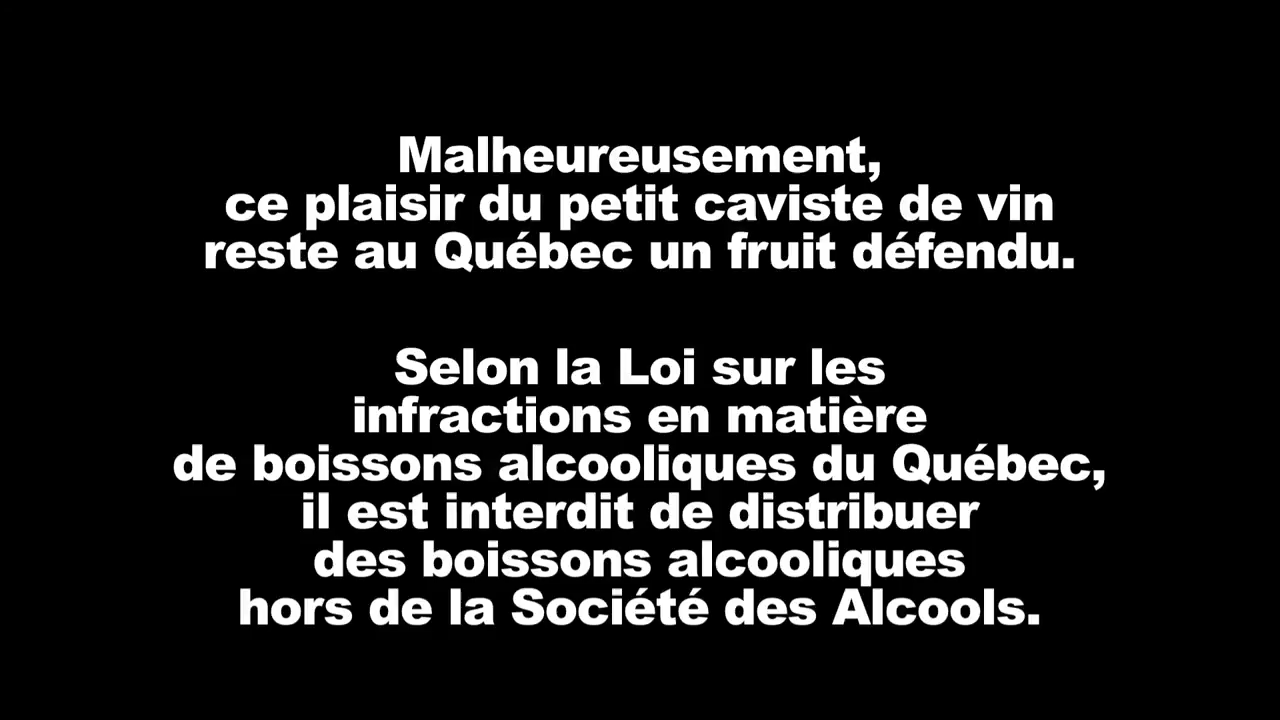 Malheureusement,
ce plaisir du petit caviste de vin
reste au Québec un fruit défendu.
Selon la Loi sur les
infractions en matière
de boissons alcooliques du Québec,
il est interdit de distribuer
des boissons alcooliques
hors de la Société des Alcools.